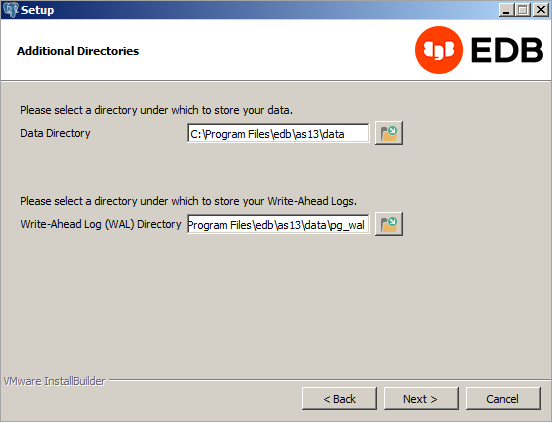 Setup
Additional Directories
EDB
Please select a directory under which to store your data.
Data Directory C:\Program Files\edb\as13\data
Please select a directory under which to store your Write-Ahead Logs.
Write-Ahead Log (WAL) Directory Program Files\edb\as13\data\pg_wal
VMware InstallBuilder
< Back Next > Cancel